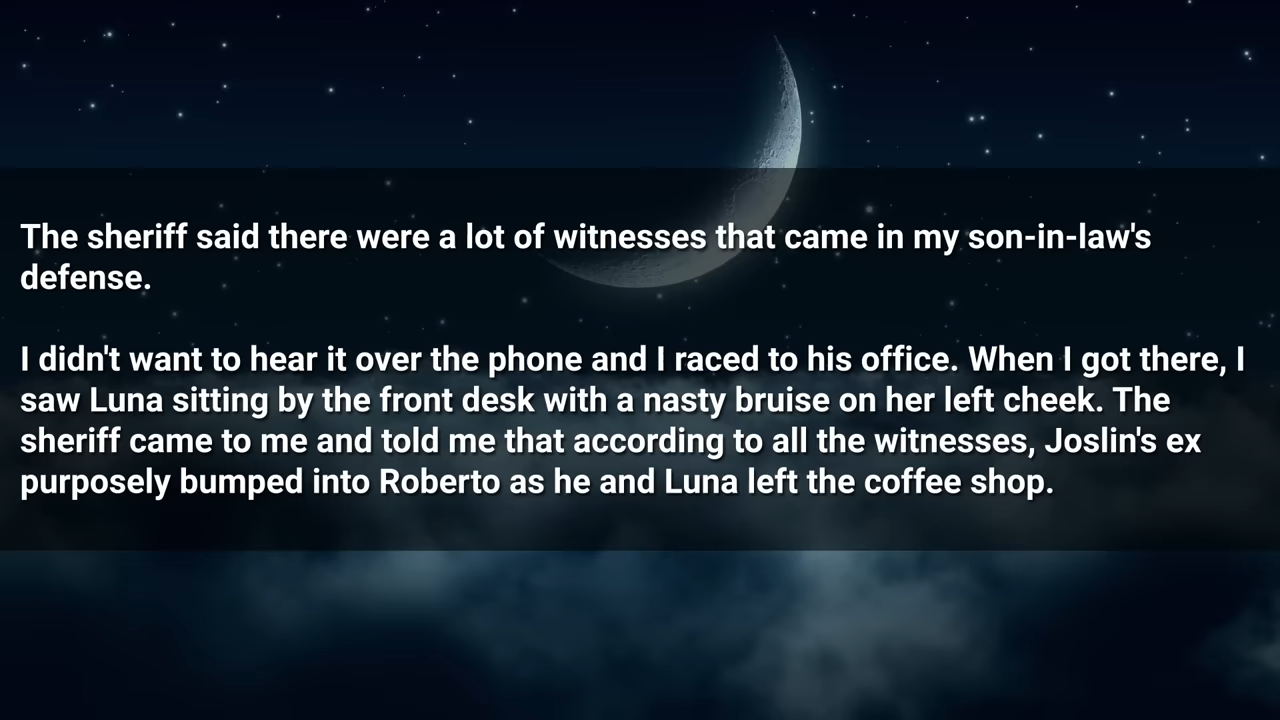 The sheriff said there were a lot of witnesses that came in my son-in-law's
defense.
I didn't want to hear it over the phone and I raced to his office. When I got there, I
saw Luna sitting by the front desk with a nasty bruise on her left cheek. The
sheriff came to me and told me that according to all the witnesses, Joslin's ex
purposely bumped into Roberto as he and Luna left the coffee shop.